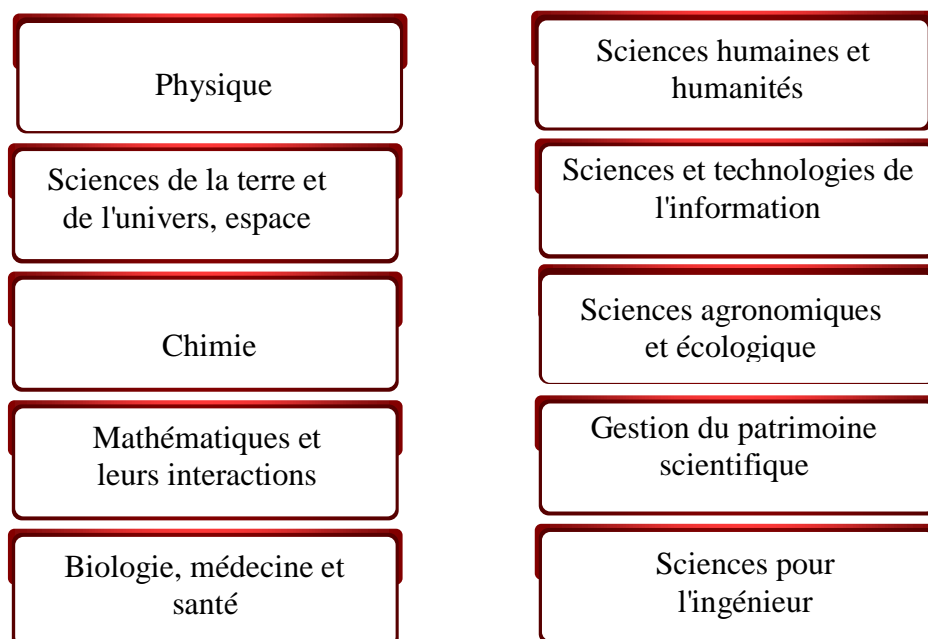 Physique
Sciences de la terre et
de l'univers, espace
Chimie
Mathématiques et
leurs interactions
Biologie, médecine et
santé
Sciences humaines et
humanités
Sciences et technologies de
l'information
Sciences agronomiques
et écologique
Gestion du patrimoine
scientifique
Sciences pour
l'ingénieur